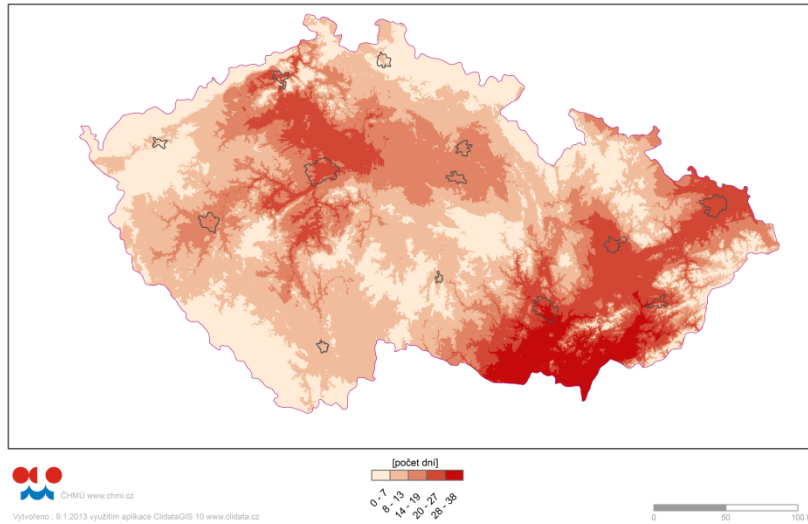 [počet dní]
0 - 7
8 - 13
14 - 19
20 - 27
28 - 38
ČHMÚ www.chmi.cz
Vytvořeno : 9.1.2013 využitím aplikace ClidataGIS 10 www.clidata.cz
0 50 100